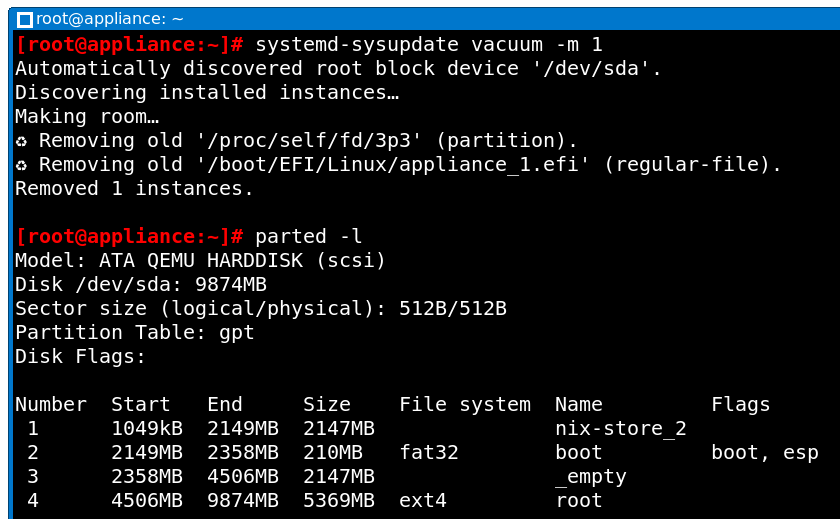 root@appliance: ~
[root@appliance:~]# systemd-sysupdate vacuum -m 1
Automatically discovered root block device '/dev/sda'.
Discovering installed instances…
Making room…
♻ Removing old '/proc/self/fd/3p3' (partition).
♻ Removing old '/boot/EFI/Linux/appliance_1.efi' (regular-file).
Removed 1 instances.

[root@appliance:~]# parted -l
Model: ATA QEMU HARDDISK (scsi)
Disk /dev/sda: 9874MB
Sector size (logical/physical): 512B/512B
Partition Table: gpt
Disk Flags:

Number  Start   End     Size    File system  Name         Flags
 1      1049kB  2149MB  2147MB               nix-store_2
 2      2149MB  2358MB  210MB   fat32        boot         boot, esp
 3      2358MB  4506MB  2147MB               _empty
 4      4506MB  9874MB  5369MB  ext4         root